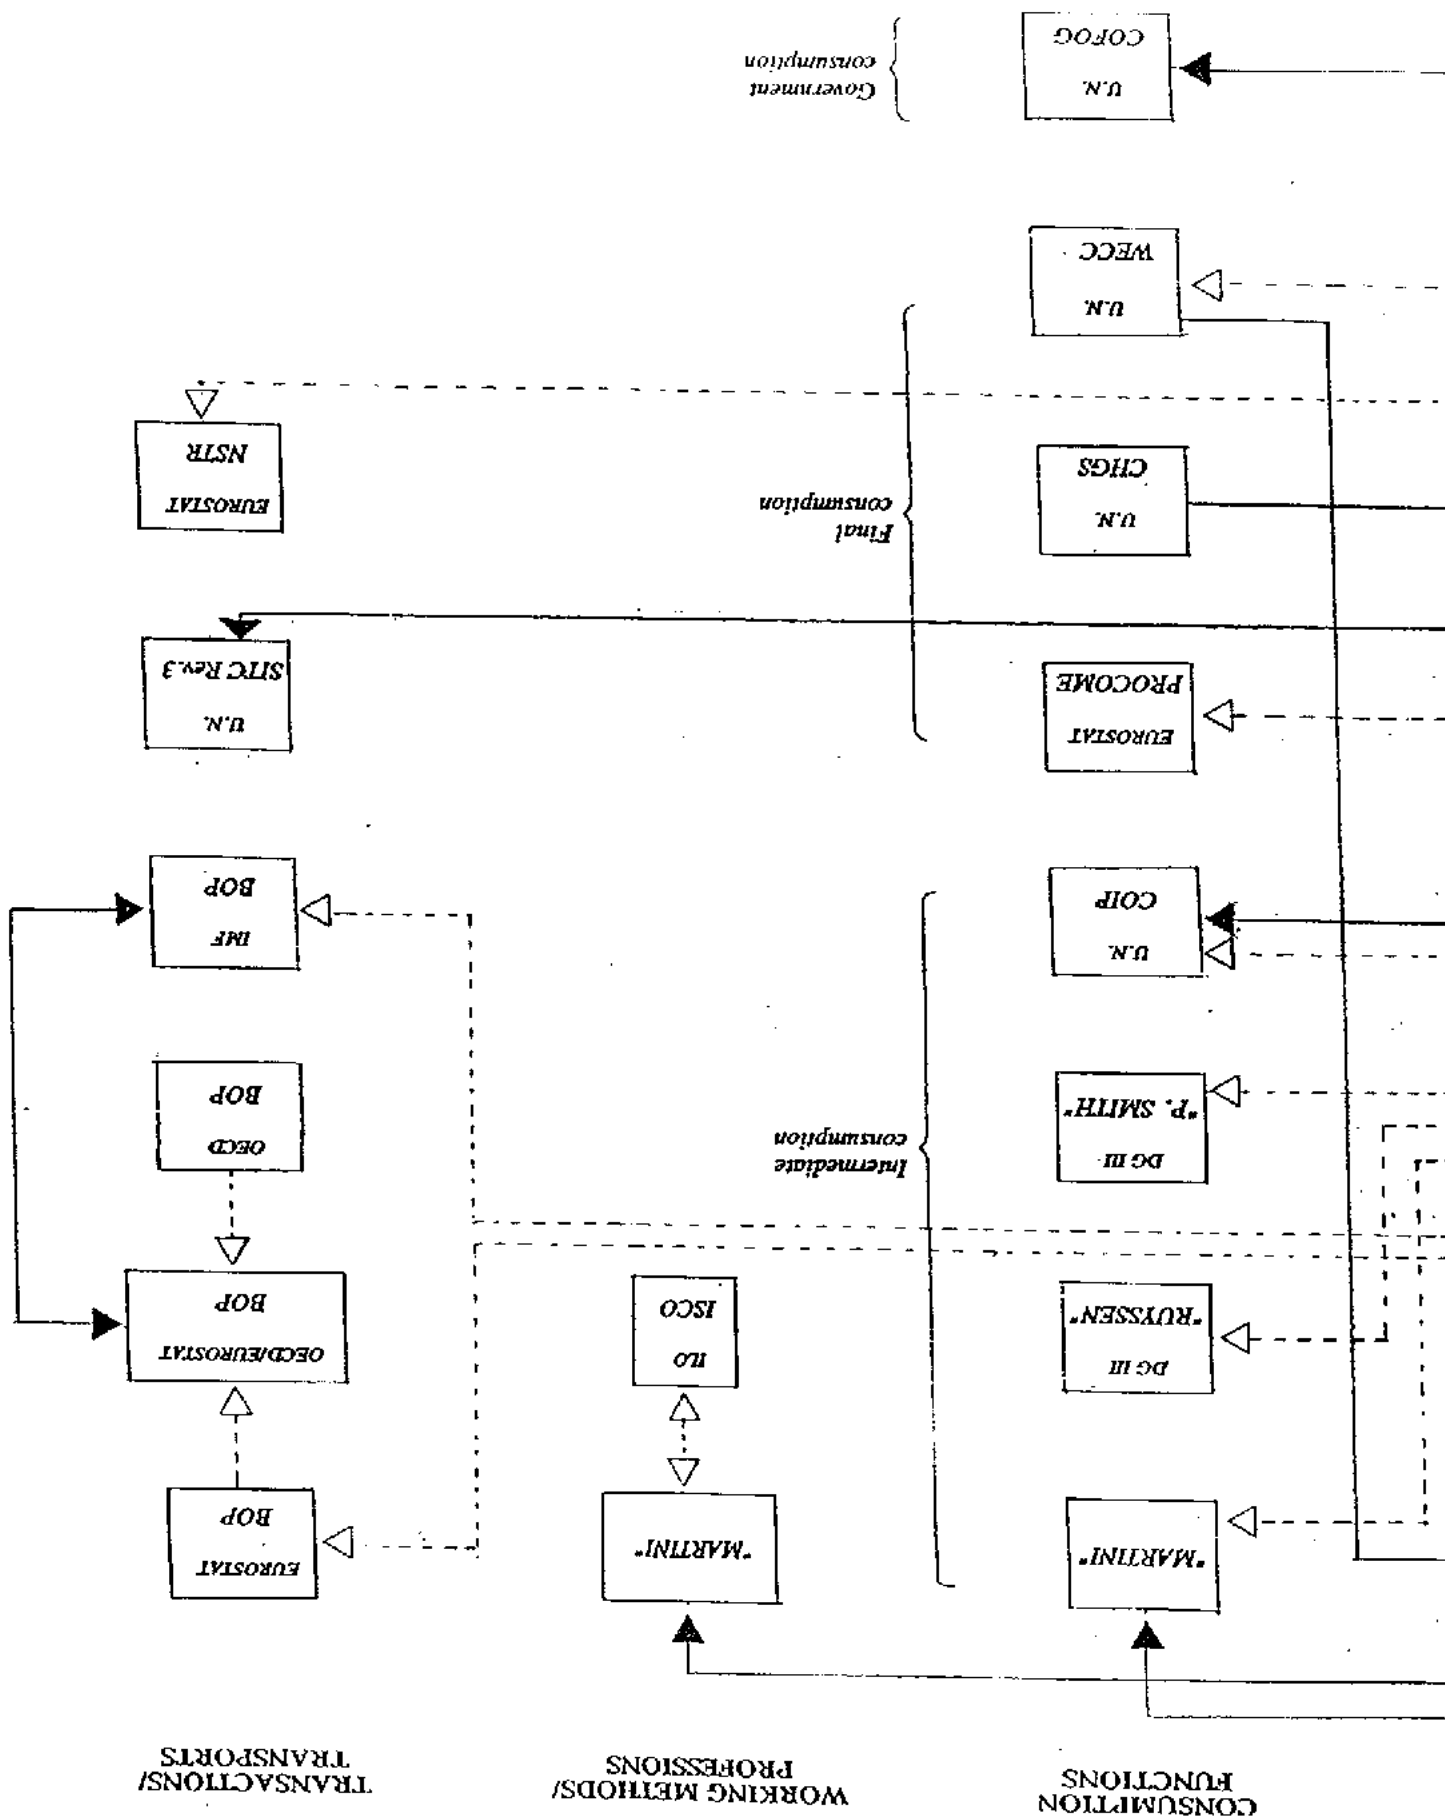 CONSUMPTION
FUNCTIONS
WORKING METHODS/
PROFESSIONS
TRANSACTIONS/
TRANSPORTS
"MARTINI"
DG III
"RUYSSEN"
DG III
"P. SMITH"
U.N.
COIP
EUROSTAT
PROCOME
U.N.
CHGS
U.N.
WECC
U.N.
COFOG
Intermediate
consumption
Final
consumption
Government
consumption
"MARTINI"
ILO
ISCO
EUROSTAT
BOP
OECD/EUROSTAT
BOP
OECD
BOP
IMF
BOP
U.N.
SITC Rev.3
EUROSTAT
NSTR